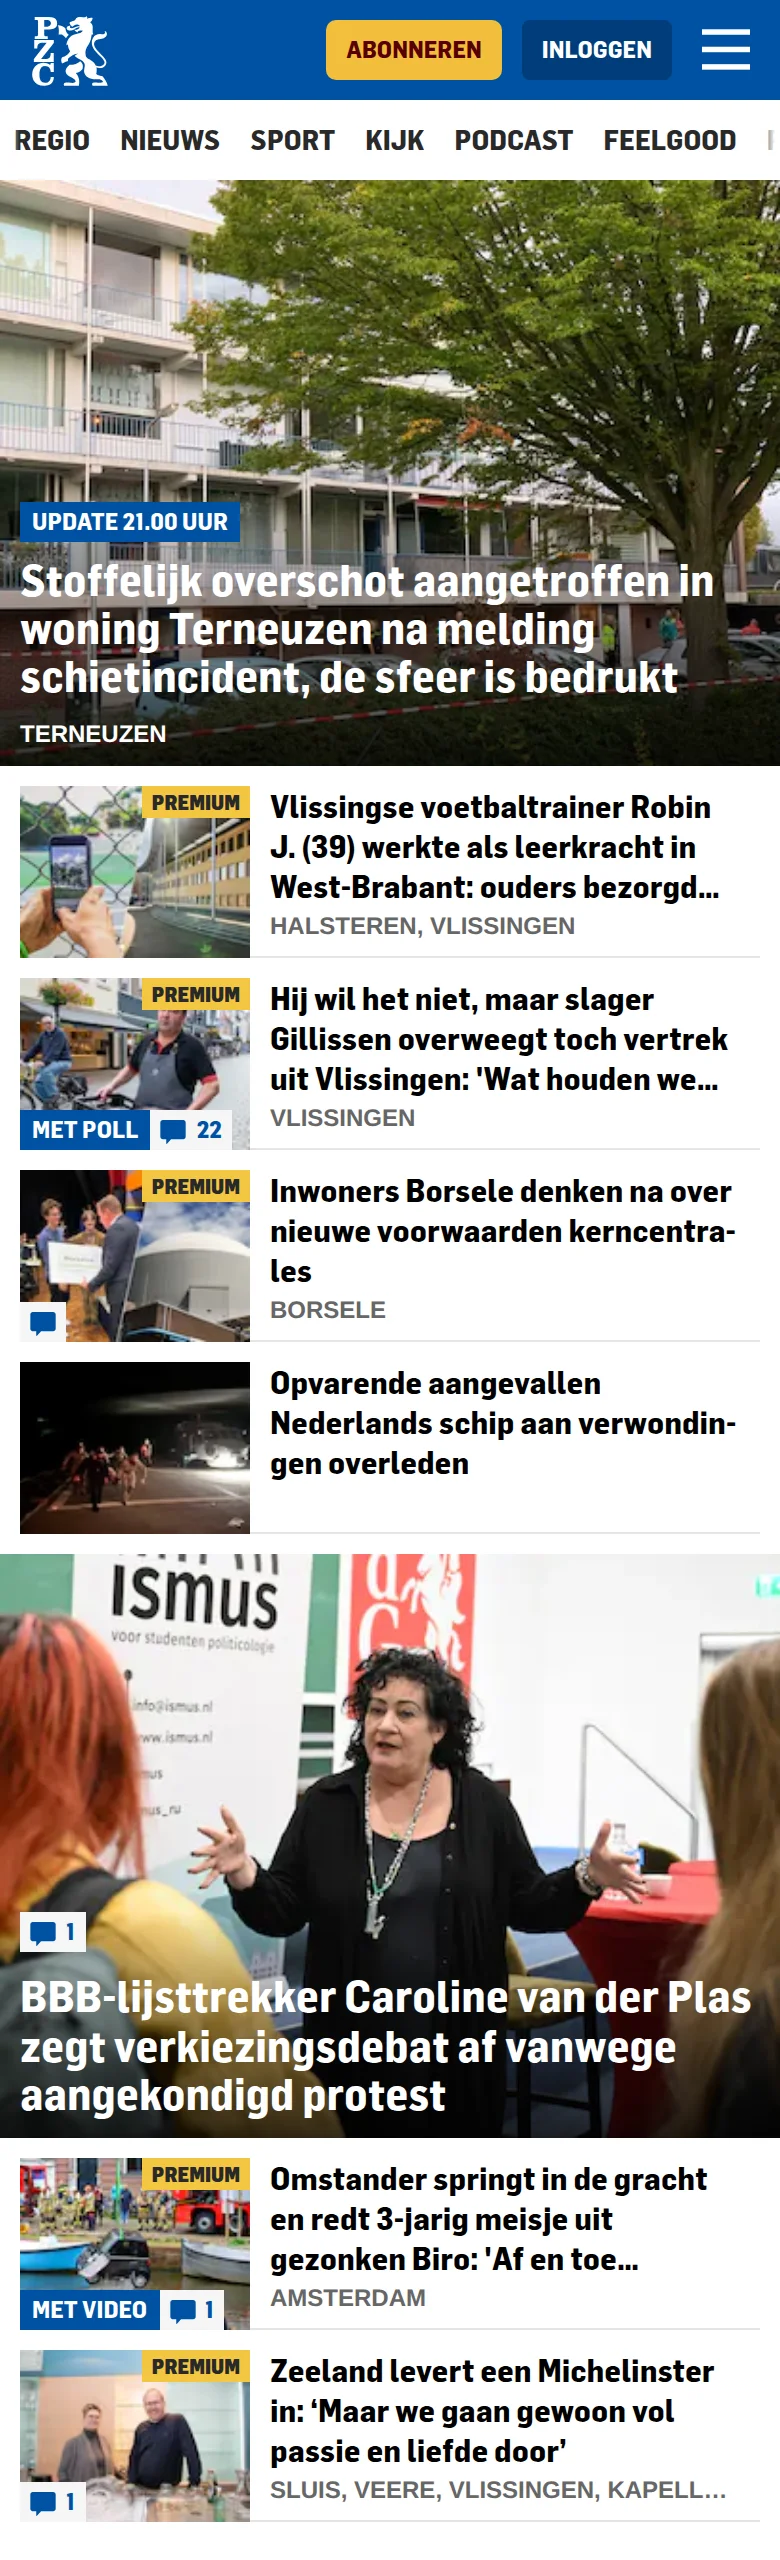 PZC
ABONNEREN
INLOGGEN
REGIO NIEUWS SPORT KIJK PODCAST FEELGOOD
UPDATE 21.00 UUR
Stoffelijk overschot aangetroffen in
woning Terneuzen na melding
schietincident, de sfeer is bedrukt
TERNEUZEN
PREMIUM
Vlissingse voetbaltrainer Robin
J. (39) werkte als leerkracht in
West-Brabant: ouders bezorgd...
HALSTEREN, VLISSINGEN
PREMIUM
MET POLL 22
Hij wil het niet, maar slager
Gillissen overweegt toch vertrek
uit Vlissingen: 'Wat houden we...
VLISSINGEN
PREMIUM
Inwoners Borsele denken na over
nieuwe voorwaarden kerncentra-
les
BORSELE
Opvarende aangevallen
Nederlands schip aan verwondin-
gen overleden
ismus
voor studenten politicologie
info@ismus.nl
www.ismus.nl
dG
1
BBB-lijsttrekker Caroline van der Plas
zegt verkiezingsdebat af vanwege
aangekondigd protest
PREMIUM
MET VIDEO 1
Omstander springt in de gracht
en redt 3-jarig meisje uit
gezonken Biro: 'Af en toe...
AMSTERDAM
PREMIUM
1
Zeeland levert een Michelinster
in: ‘Maar we gaan gewoon vol
passie en liefde door’
SLUIS, VEERE, VLISSINGEN, KAPELL...